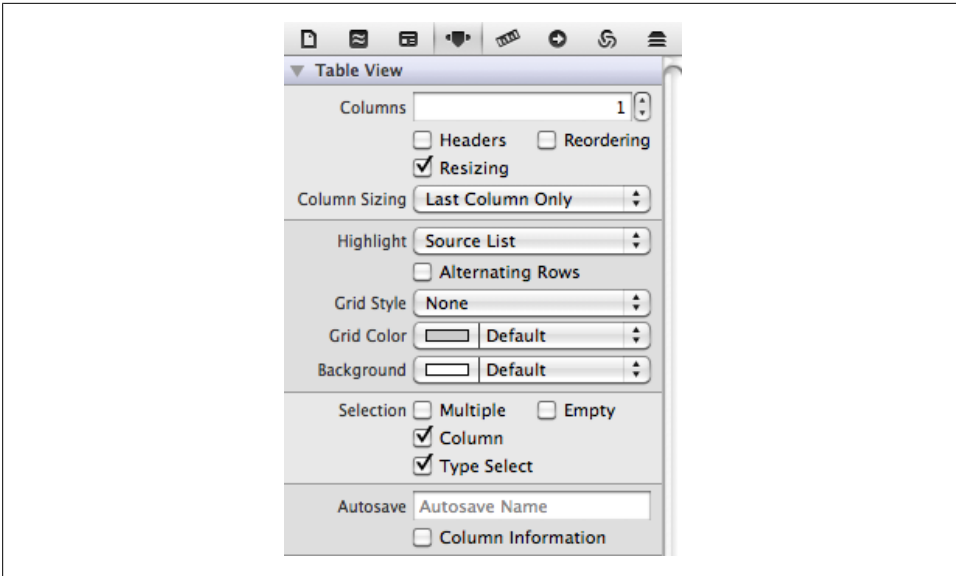 Table View
Columns 1
Headers Reordering
Resizing
Column Sizing Last Column Only
Highlight Source List
Alternating Rows
Grid Style None
Grid Color Default
Background Default
Selection Multiple Empty
Column
Type Select
Autosave Autosave Name
Column Information